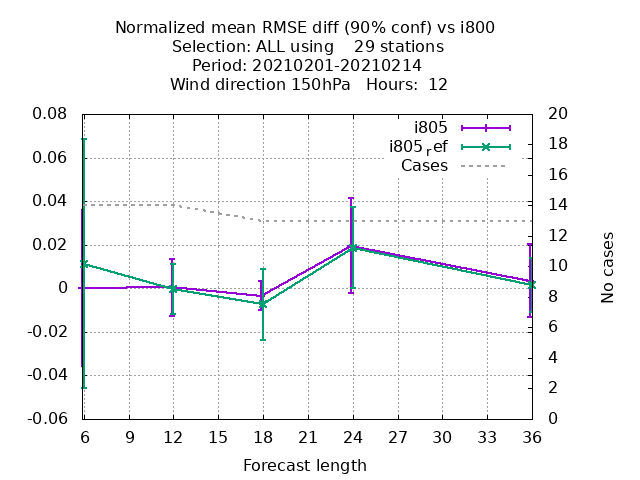 Normalized mean RMSE diff (90% conf) vs i800
Selection: ALL using    29 stations
Period: 20210201-20210214
Wind direction 150hPa   Hours:  12
0.08
0.06
0.04
0.02
0
-0.02
-0.04
-0.06
20
18
16
14
12
10
8
6
4
2
0
i805
i805ref
Cases
No cases
6 9 12 15 18 21 24 27 30 33 36
Forecast length